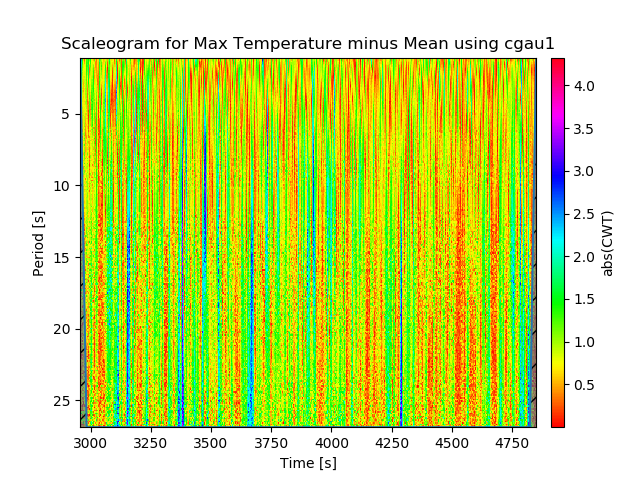 Scaleogram for Max Temperature minus Mean using cgau1
5
10
15
20
25
Period [s]
3000 3250 3500 3750 4000 4250 4500 4750
Time [s]
4.0
3.5
3.0
2.5
2.0
1.5
1.0
0.5
abs(CWT)